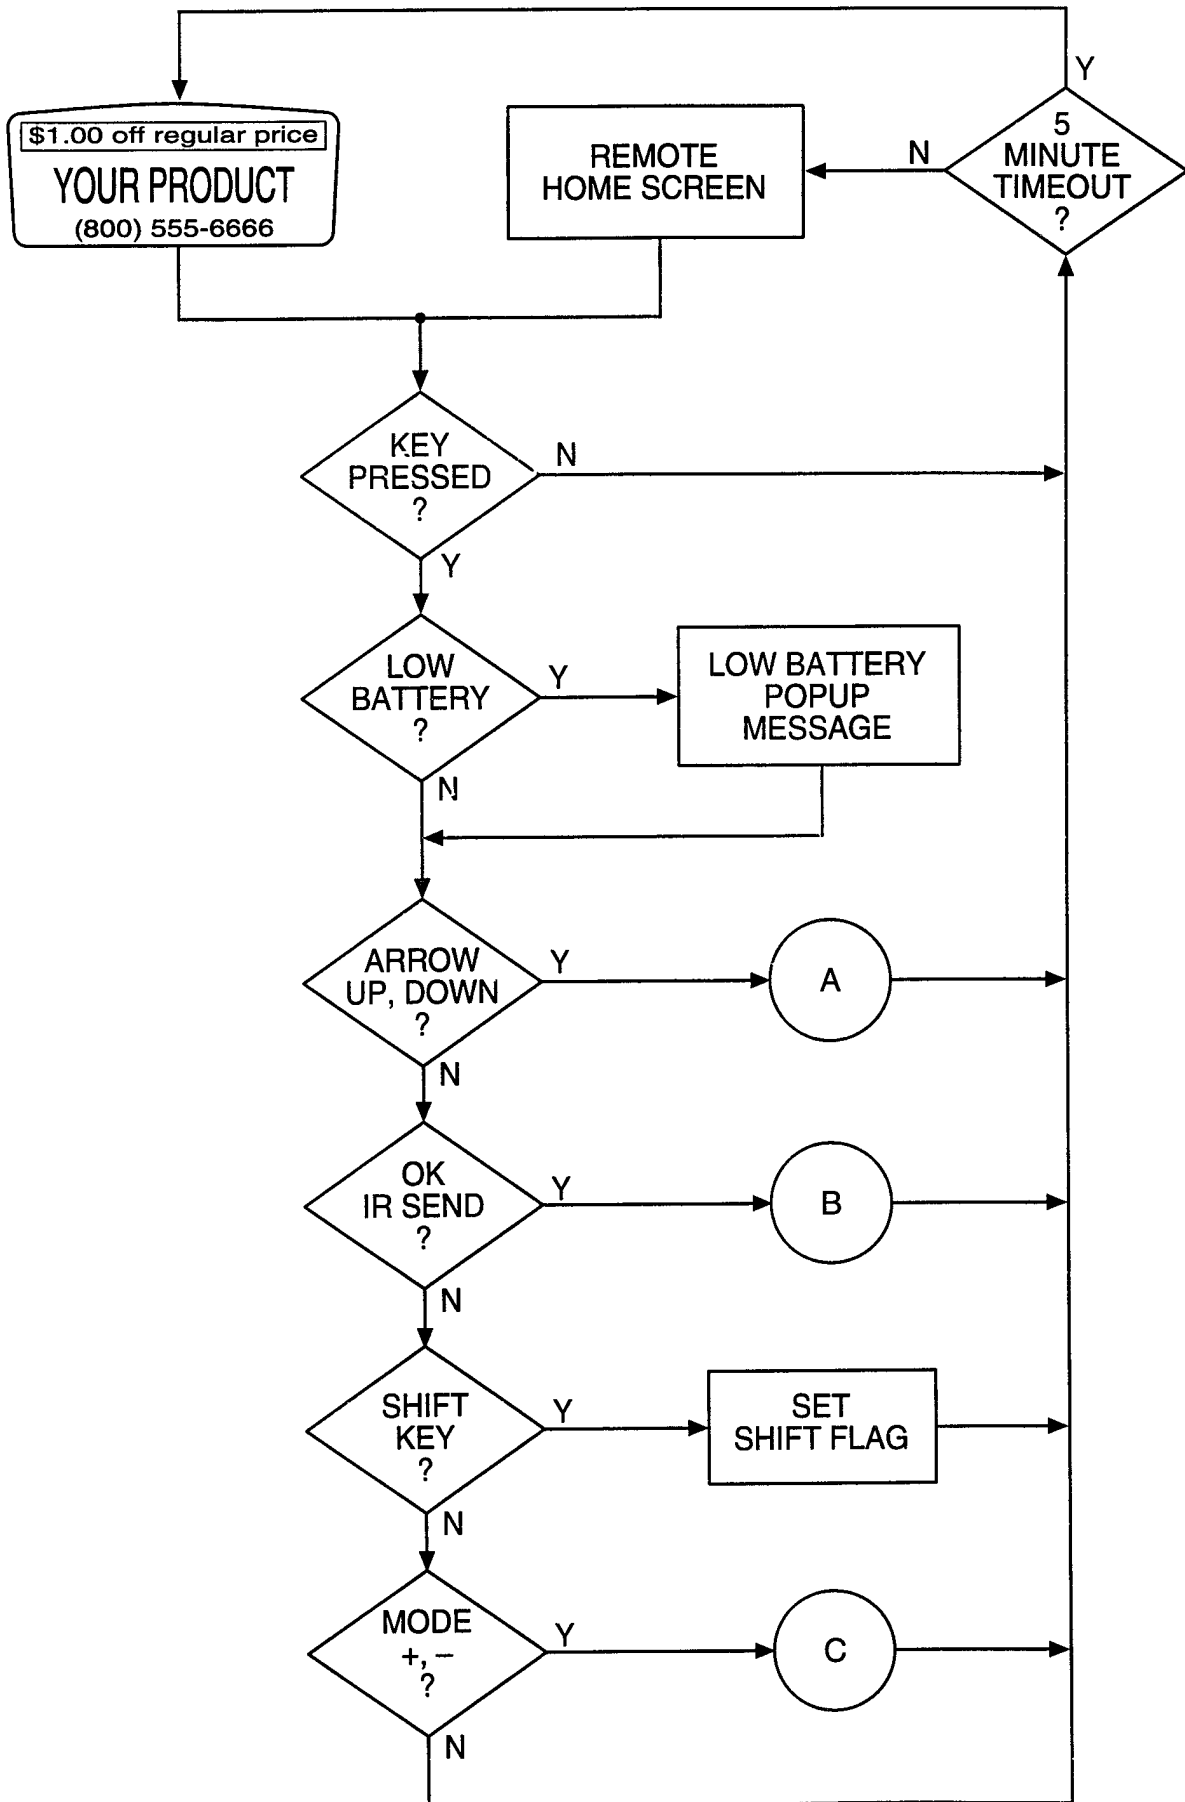 Y
$1.00 off regular price
YOUR PRODUCT
(800) 555-6666
REMOTE
HOME SCREEN
N
5
MINUTE
TIMEOUT
?
KEY
PRESSED
?
N
Y
LOW
BATTERY
?
Y
LOW BATTERY
POPUP
MESSAGE
N
ARROW
UP, DOWN
?
Y
A
N
OK
IR SEND
?
Y
B
N
SHIFT
KEY
?
Y
SET
SHIFT FLAG
N
MODE
+, –
?
Y
C
N